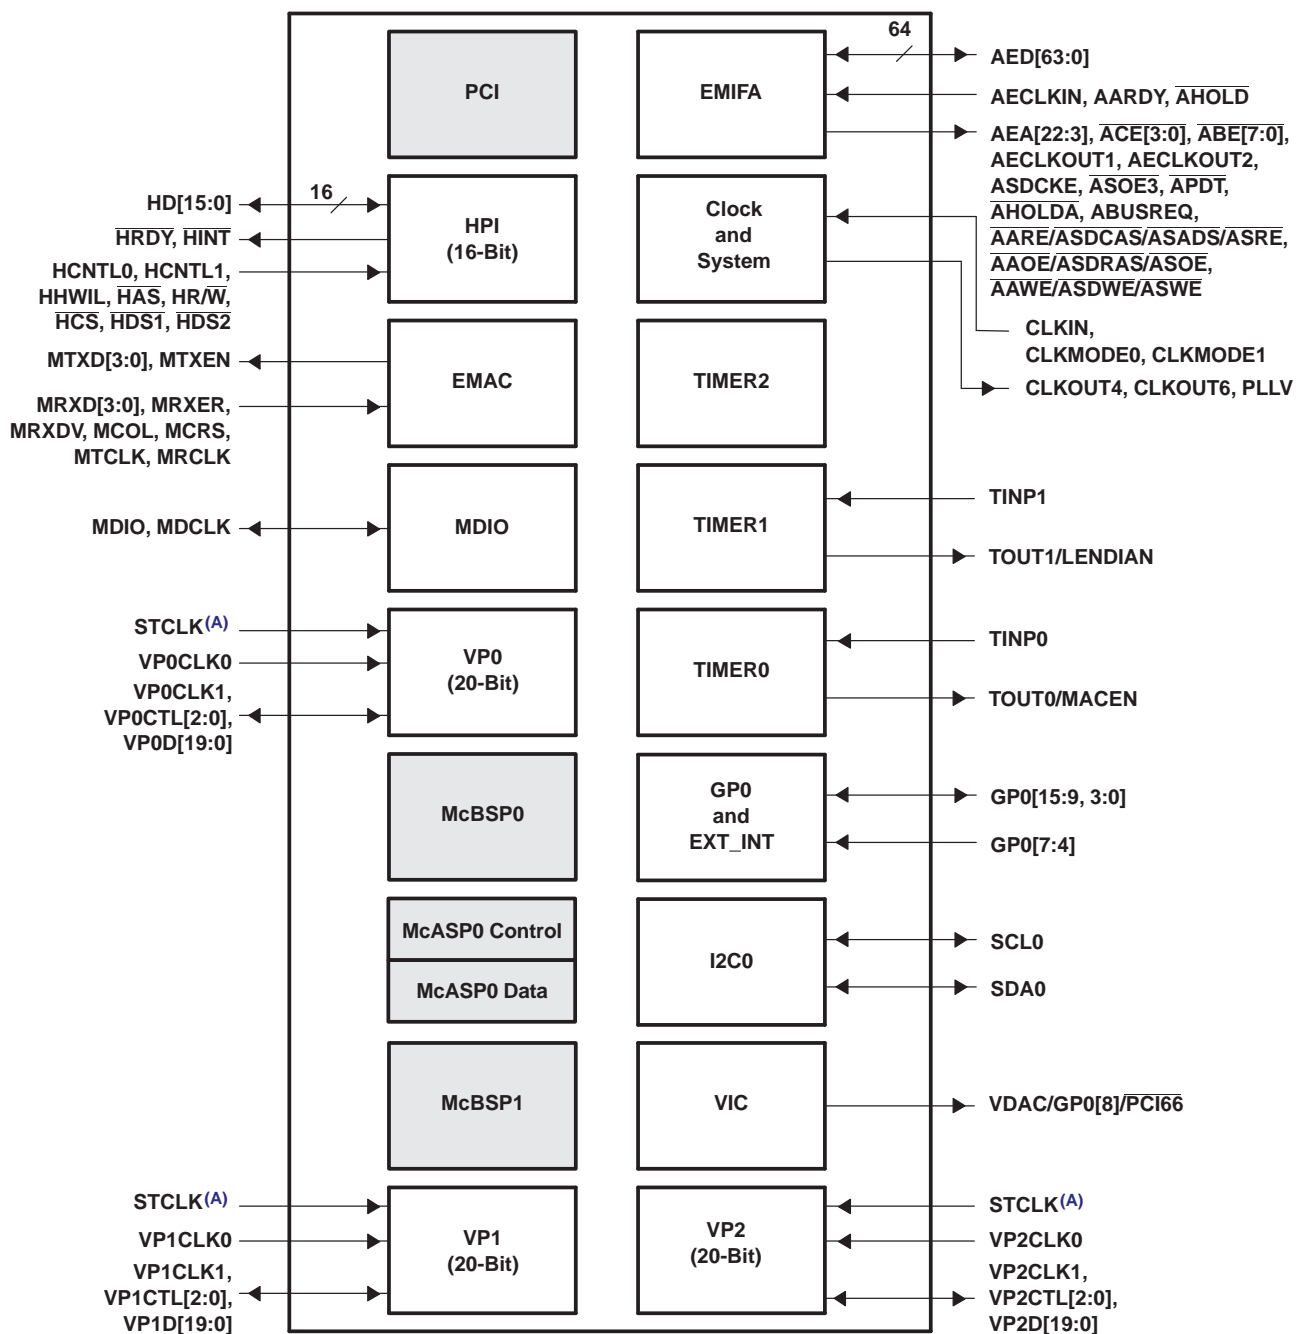 PCI
EMIFA
64
AED[63:0]
AECLKIN, AARDY, AHOLD
AEA[22:3], ACE[3:0], ABE[7:0],
AECLKOUT1, AECLKOUT2,
ASDCKE, ASOE3, APDT,
AHOLDA, ABUSREQ,
AARE/ASDCAS/ASADS/ASRE,
AAOE/ASDRAS/ASOE,
AAWE/ASDWE/ASWE
HD[15:0]
16
HRDY, HINT
HCNTL0, HCNTL1,
HHWIL, HAS, HR/W,
HCS, HDS1, HDS2
HPI
(16-Bit)
Clock
and
System
CLKIN,
CLKMODE0, CLKMODE1
CLKOUT4, CLKOUT6, PLLV
MTXD[3:0], MTXEN
MRXD[3:0], MRXER,
MRXDV, MCOL, MCRS,
MTCLK, MRCLK
EMAC
TIMER2
MDIO, MDCLK
MDIO
TIMER1
TINP1
TOUT1/LENDIAN
STCLK(A)
VP0CLK0
VP0CLK1,
VP0CTL[2:0],
VP0D[19:0]
VP0
(20-Bit)
TIMER0
TINP0
TOUT0/MACEN
McBSP0
GP0
and
EXT_INT
GP0[15:9, 3:0]
GP0[7:4]
McASP0 Control
McASP0 Data
I2C0
SCL0
SDA0
McBSP1
VIC
VDAC/GP0[8]/PCI66
STCLK(A)
VP1CLK0
VP1CLK1,
VP1CTL[2:0],
VP1D[19:0]
VP1
(20-Bit)
VP2
(20-Bit)
STCLK(A)
VP2CLK0
VP2CLK1,
VP2CTL[2:0],
VP2D[19:0]